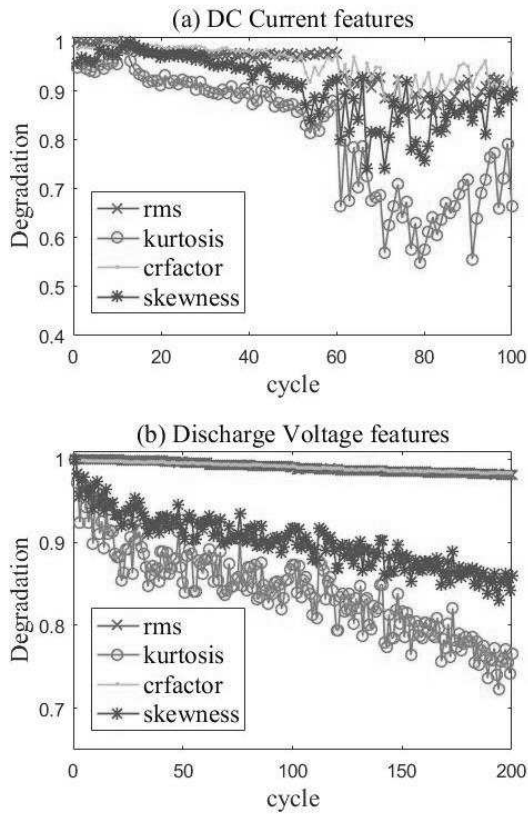 (a) DC Current features
1
0.9
0.8
0.7
0.6
0.5
0.4
Degradation
rms
kurtosis
crfactor
skewness
0 20 40 60 80 100
cycle
(b) Discharge Voltage features
1
0.9
0.8
0.7
Degradation
rms
kurtosis
crfactor
skewness
0 50 100 150 200
cycle